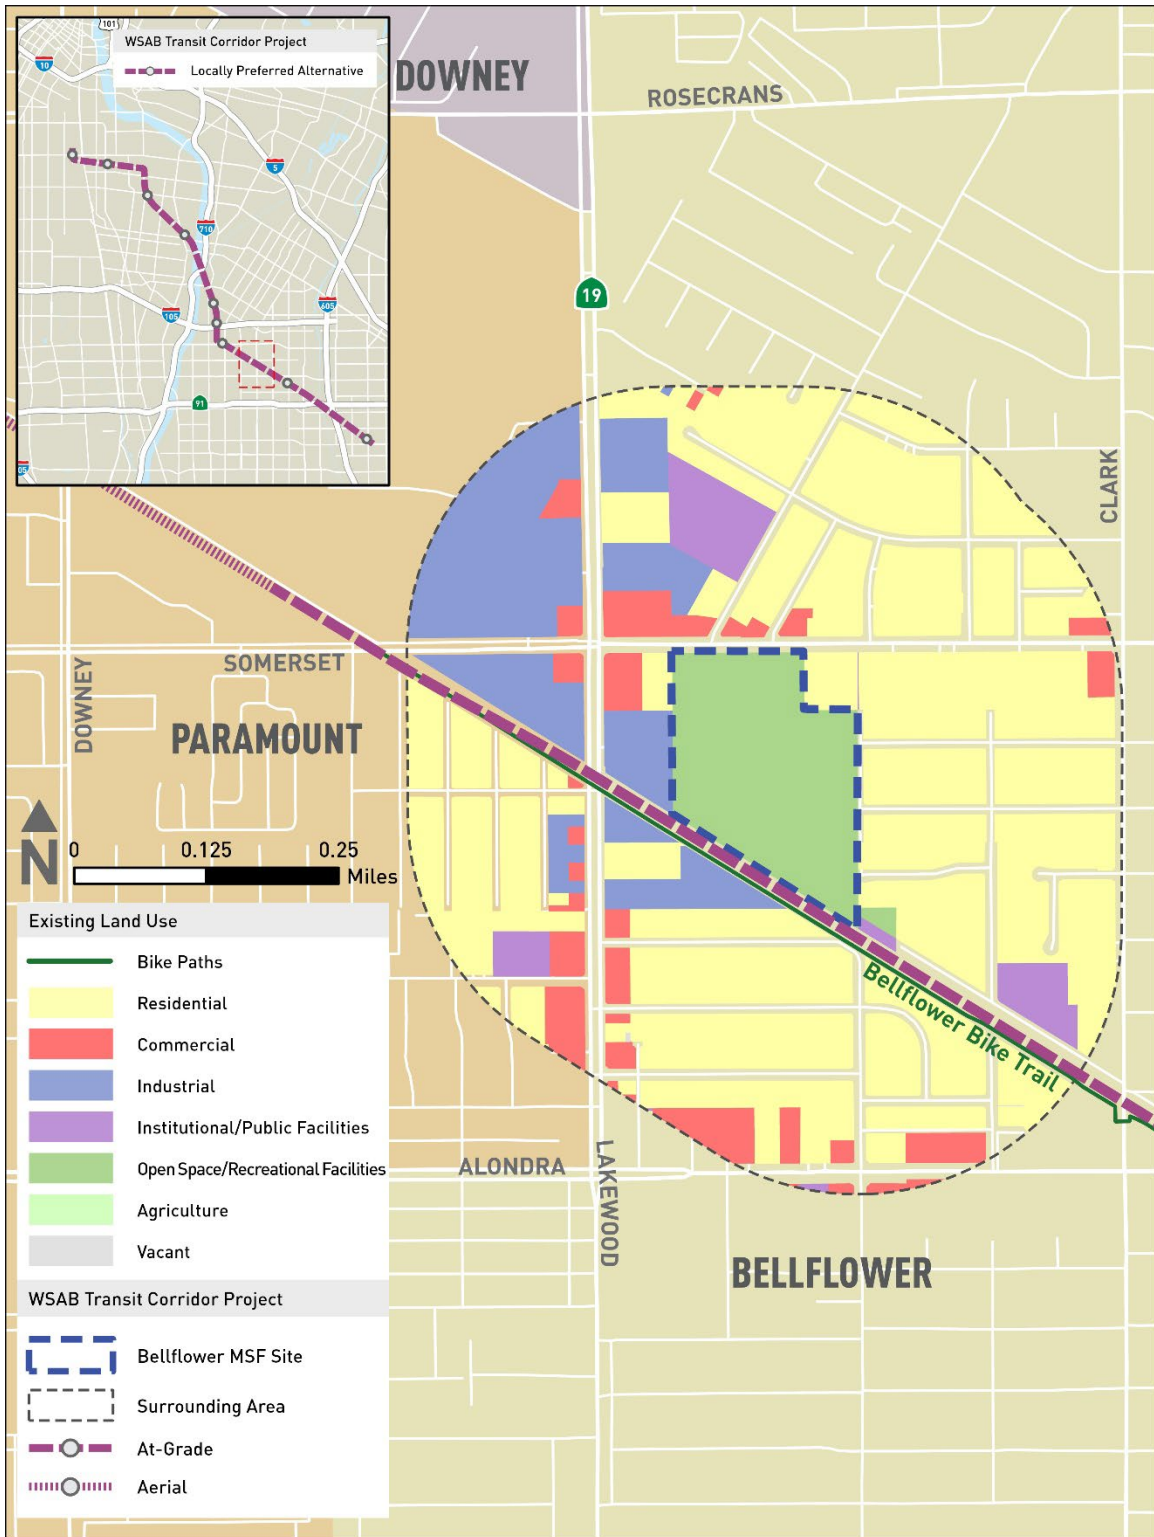 101
10
WSAB Transit Corridor Project
Locally Preferred Alternative
5
710
105
605
91
05
DOWNEY
ROSECRANS
19
CLARK
SOMERSET
DOWNEY
PARAMOUNT
N
0 0.125 0.25
Miles
Existing Land Use
Bike Paths
Residential
Commercial
Industrial
Institutional/Public Facilities
Open Space/Recreational Facilities
Agriculture
Vacant
WSAB Transit Corridor Project
Bellflower MSF Site
Surrounding Area
At-Grade
Aerial
Bellflower Bike Trail
ALONDRA
LAKEWOOD
BELLFLOWER